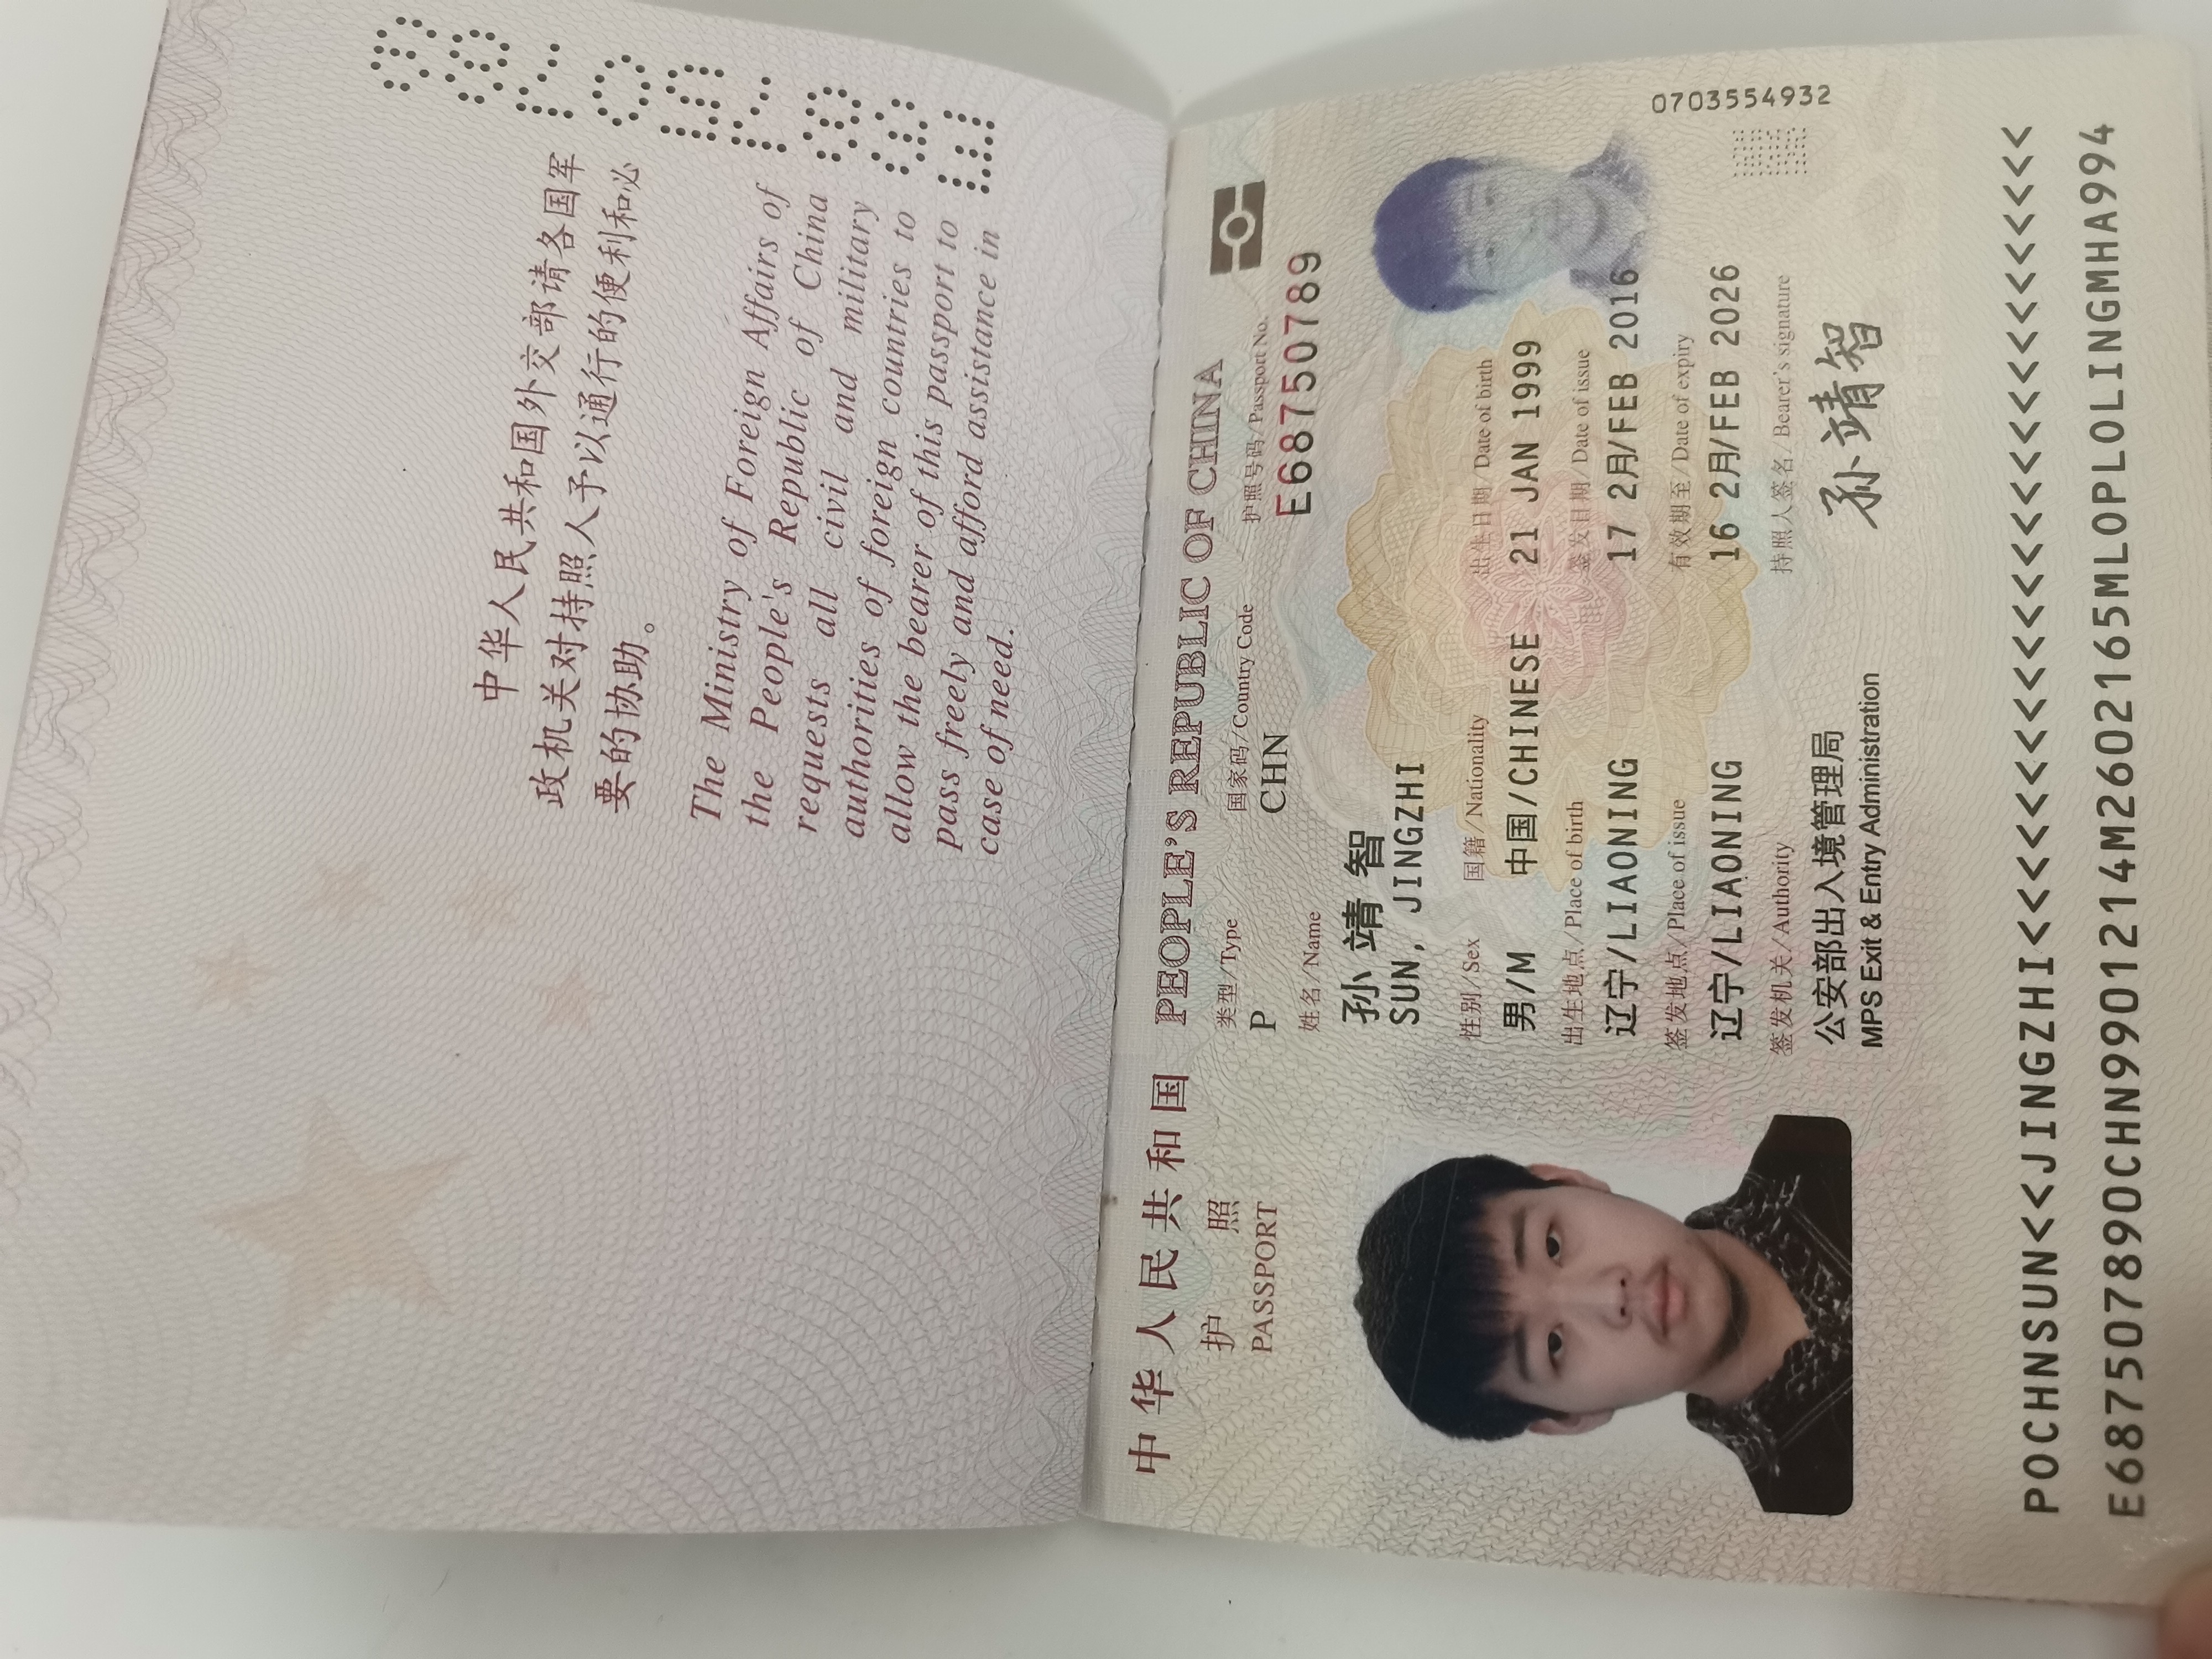 中华人民共和国外交部请各国军
政机关对持照人予以通行的便利和必
要的协助。
The Ministry of Foreign Affairs of
the People's Republic of China
requests all civil and military
authorities of foreign countries to
allow the bearer of this passport to
pass freely and afford assistance in
case of need.
E68750789
中华人民共和国 PEOPLE'S REPUBLIC OF CHINA
护 照
PASSPORT
类型/Type 国家码/Country Code 护照号码/Passport No.
P CHN E68750789
姓名/Name
孙靖智
SUN, JINGZHI
性别/Sex 国籍/Nationality 出生日期/Date of birth
男/M 中国/CHINESE 21 JAN 1999
出生地点/Place of birth 签发日期/Date of issue
辽宁/LIAONING 17 2月/FEB 2016
签发地点/Place of issue 有效期至/Date of expiry
辽宁/LIAONING 16 2月/FEB 2026
签发机关/Authority 持照人签名/Bearer's signature
公安部出入境管理局 孙靖智
MPS Exit & Entry Administration
0703554932
POCHNSUN<<JINGZHI<<<<<<<<<<<<<<<<<<<<<<<<<<<
E687507890CHN9901214M2602165MLOPLOLINGMHA994